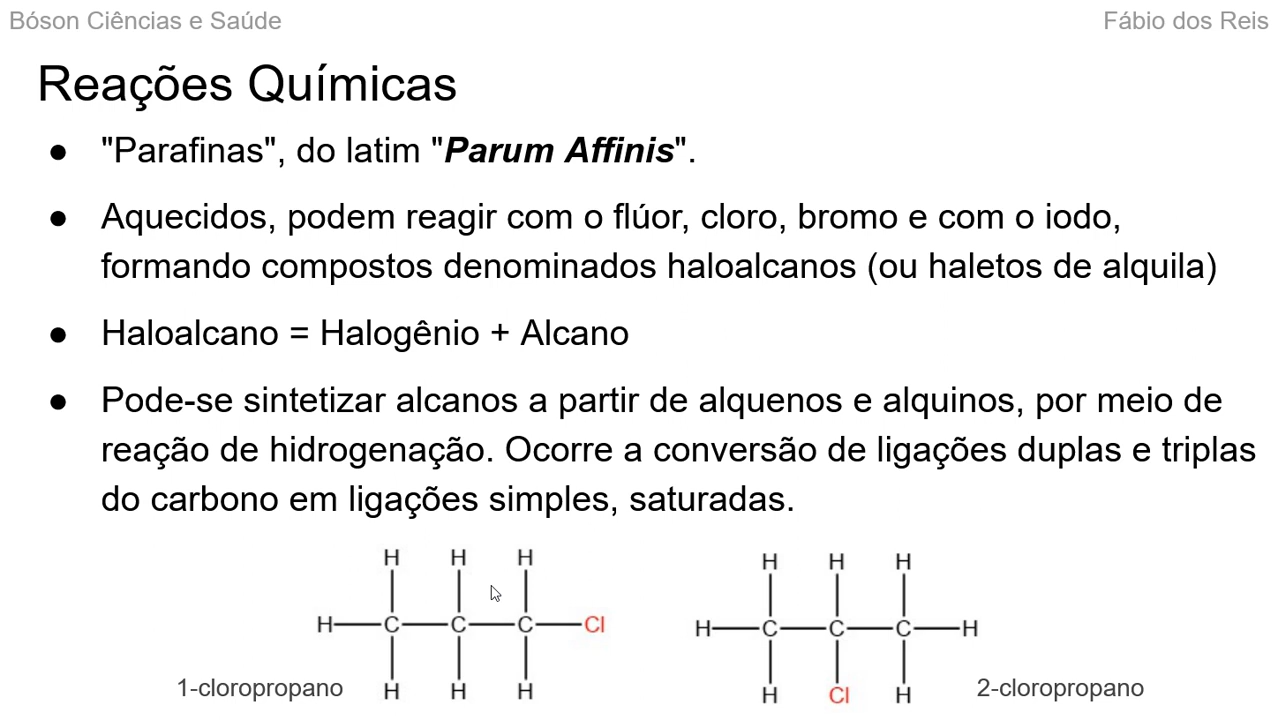 Bóson Ciências e Saúde
Fábio dos Reis
Reações Químicas
● "Parafinas", do latim "Parum Affinis".
● Aquecidos, podem reagir com o flúor, cloro, bromo e com o iodo,
formando compostos denominados haloalcanos (ou haletos de alquila)
● Haloalcano = Halogênio + Alcano
● Pode-se sintetizar alcanos a partir de alquenos e alquinos, por meio de
reação de hidrogenação. Ocorre a conversão de ligações duplas e triplas
do carbono em ligações simples, saturadas.
H H H
H C C C Cl
H H H
1-cloropropano
H H H
H C C C H
H Cl H
2-cloropropano